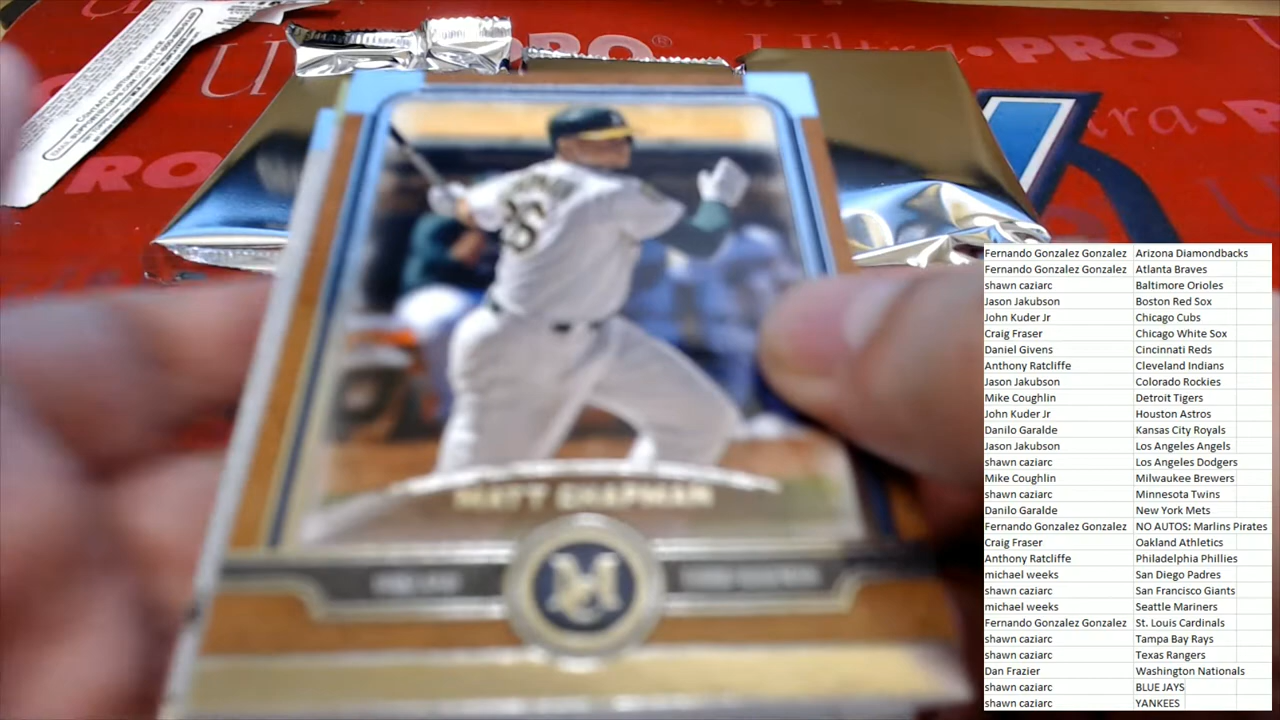 Ultra•PRO
Ultra•PRO®
PRO
MATT CHAPMAN
Fernando Gonzalez Gonzalez Arizona Diamondbacks
Fernando Gonzalez Gonzalez Atlanta Braves
shawn caziarc Baltimore Orioles
Jason Jakubson Boston Red Sox
John Kuder Jr Chicago Cubs
Craig Fraser Chicago White Sox
Daniel Givens Cincinnati Reds
Anthony Ratcliffe Cleveland Indians
Jason Jakubson Colorado Rockies
Mike Coughlin Detroit Tigers
John Kuder Jr Houston Astros
Danilo Garalde Kansas City Royals
Jason Jakubson Los Angeles Angels
shawn caziarc Los Angeles Dodgers
Mike Coughlin Milwaukee Brewers
shawn caziarc Minnesota Twins
Danilo Garalde New York Mets
Fernando Gonzalez Gonzalez NO AUTOS: Marlins Pirates
Craig Fraser Oakland Athletics
Anthony Ratcliffe Philadelphia Phillies
michael weeks San Diego Padres
shawn caziarc San Francisco Giants
michael weeks Seattle Mariners
Fernando Gonzalez Gonzalez St. Louis Cardinals
shawn caziarc Tampa Bay Rays
shawn caziarc Texas Rangers
Dan Frazier Washington Nationals
shawn caziarc BLUE JAYS
shawn caziarc YANKEES